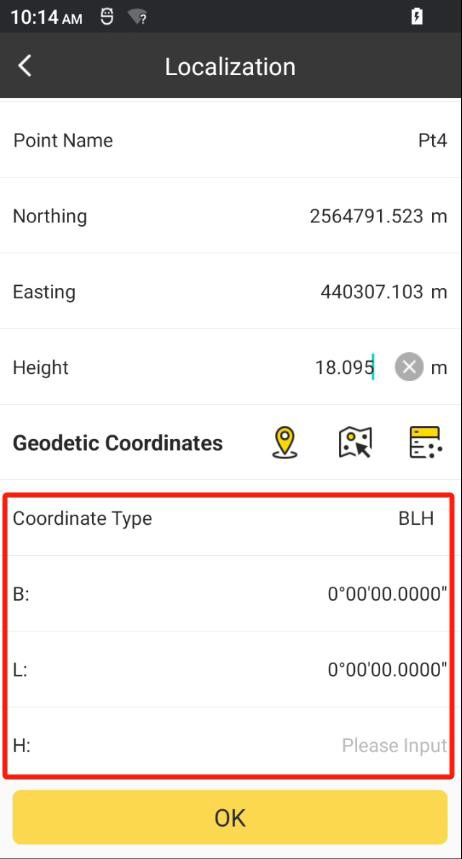 10:14 AM ?
Localization
Point Name Pt4
Northing 2564791.523 m
Easting 440307.103 m
Height 18.095 m
Geodetic Coordinates
Coordinate Type BLH
B: 0°00'00.0000"
L: 0°00'00.0000"
H: Please Input
OK